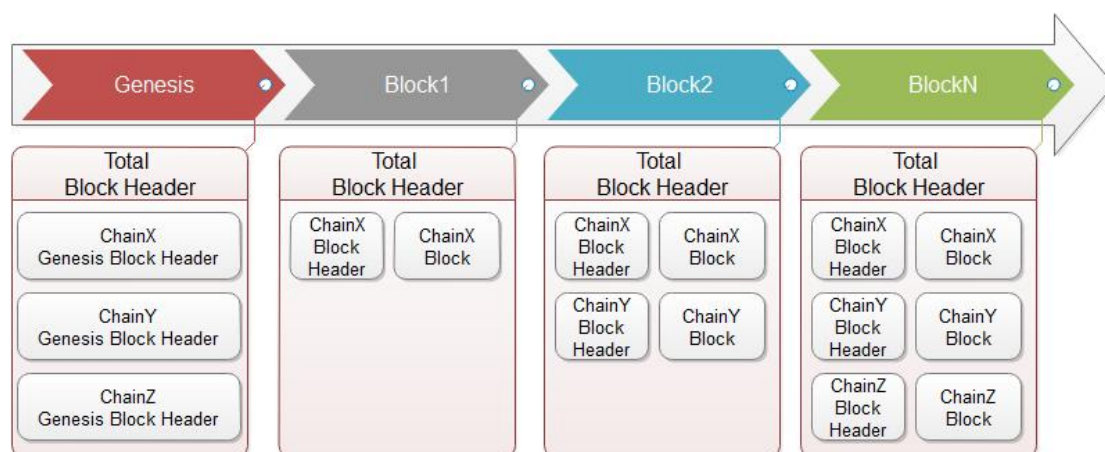 Genesis
Block1
Block2
BlockN
Total
Block Header
ChainX
Genesis Block Header
ChainY
Genesis Block Header
ChainZ
Genesis Block Header
Total
Block Header
ChainX
Block
Header
ChainX
Block
Total
Block Header
ChainX
Block
Header
ChainX
Block
ChainY
Block
Header
ChainY
Block
Total
Block Header
ChainX
Block
Header
ChainX
Block
ChainY
Block
Header
ChainY
Block
ChainZ
Block
Header
ChainZ
Block